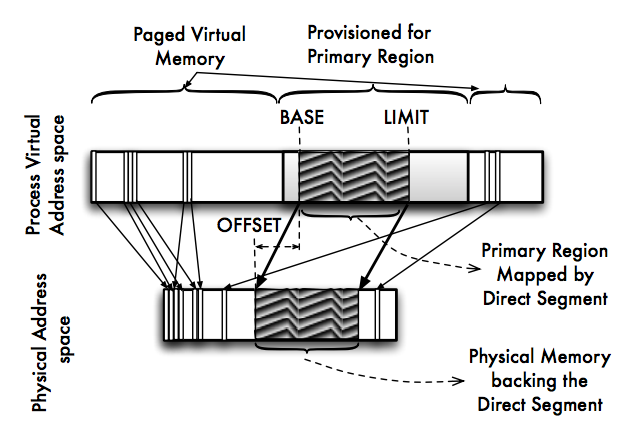 Paged Virtual
Memory
Provisioned for
Primary Region
BASE
LIMIT
Process Virtual
Address space
OFFSET
Primary Region
Mapped by
Direct Segment
Physical Address
space
Physical Memory
backing the
Direct Segment